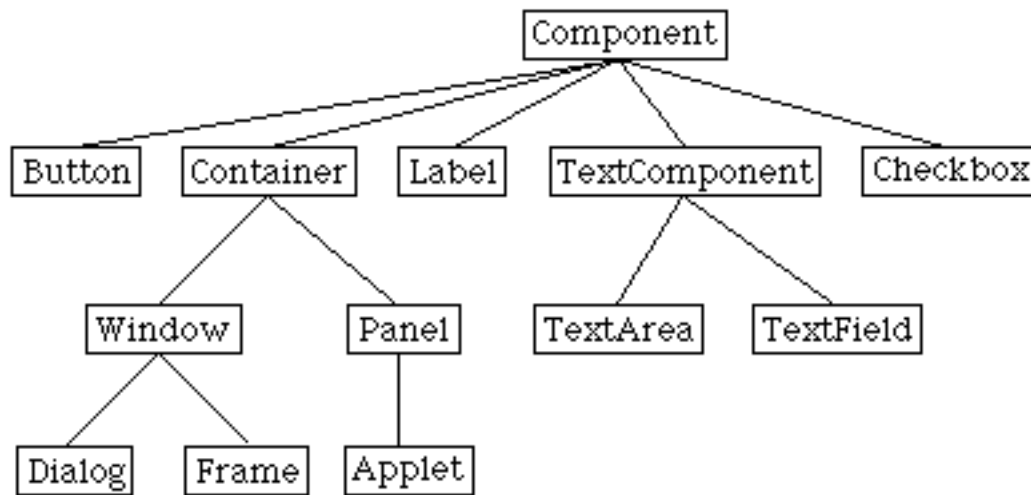 Component
Button
Container
Label
TextComponent
Checkbox
Window
Panel
TextArea
TextField
Dialog
Frame
Applet